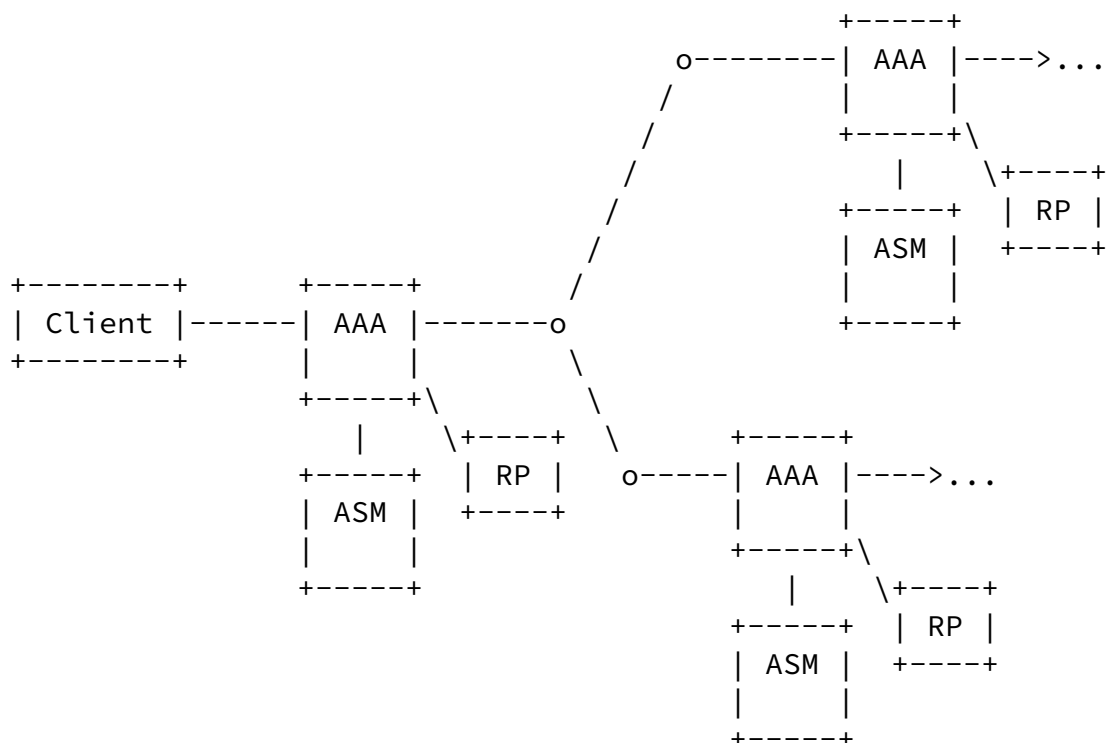 +-----+
                                     o--------| AAA |---->...
                                    /         |     |
                                   /          +-----+\
                                  /              |    \+----+
                                 /            +-----+  | RP |
                                /             | ASM |  +----+
+--------+      +-----+        /              |     |
| Client |------| AAA |-------o               +-----+
+--------+      |     |        \
                +-----+\        \
                   |    \+----+  \      +-----+
                +-----+  | RP |   o-----| AAA |---->...
                | ASM |  +----+         |     |
                |     |                 +-----+\
                +-----+                    |    \+----+
                                        +-----+  | RP |
                                        | ASM |  +----+
                                        |     |
                                        +-----+